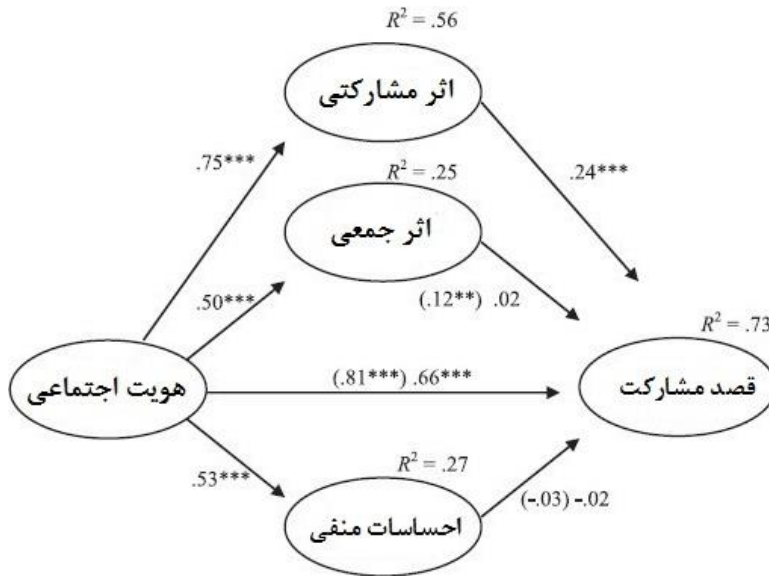 R² = .56
اثر مشارکتی
.75***
.24***
R² = .25
اثر جمعی
.50***
(.12**) .02
R² = .73
هویت اجتماعی
(.81***) .66***
قصد مشارکت
.53***
R² = .27
(-.03) -.02
احساسات منفی